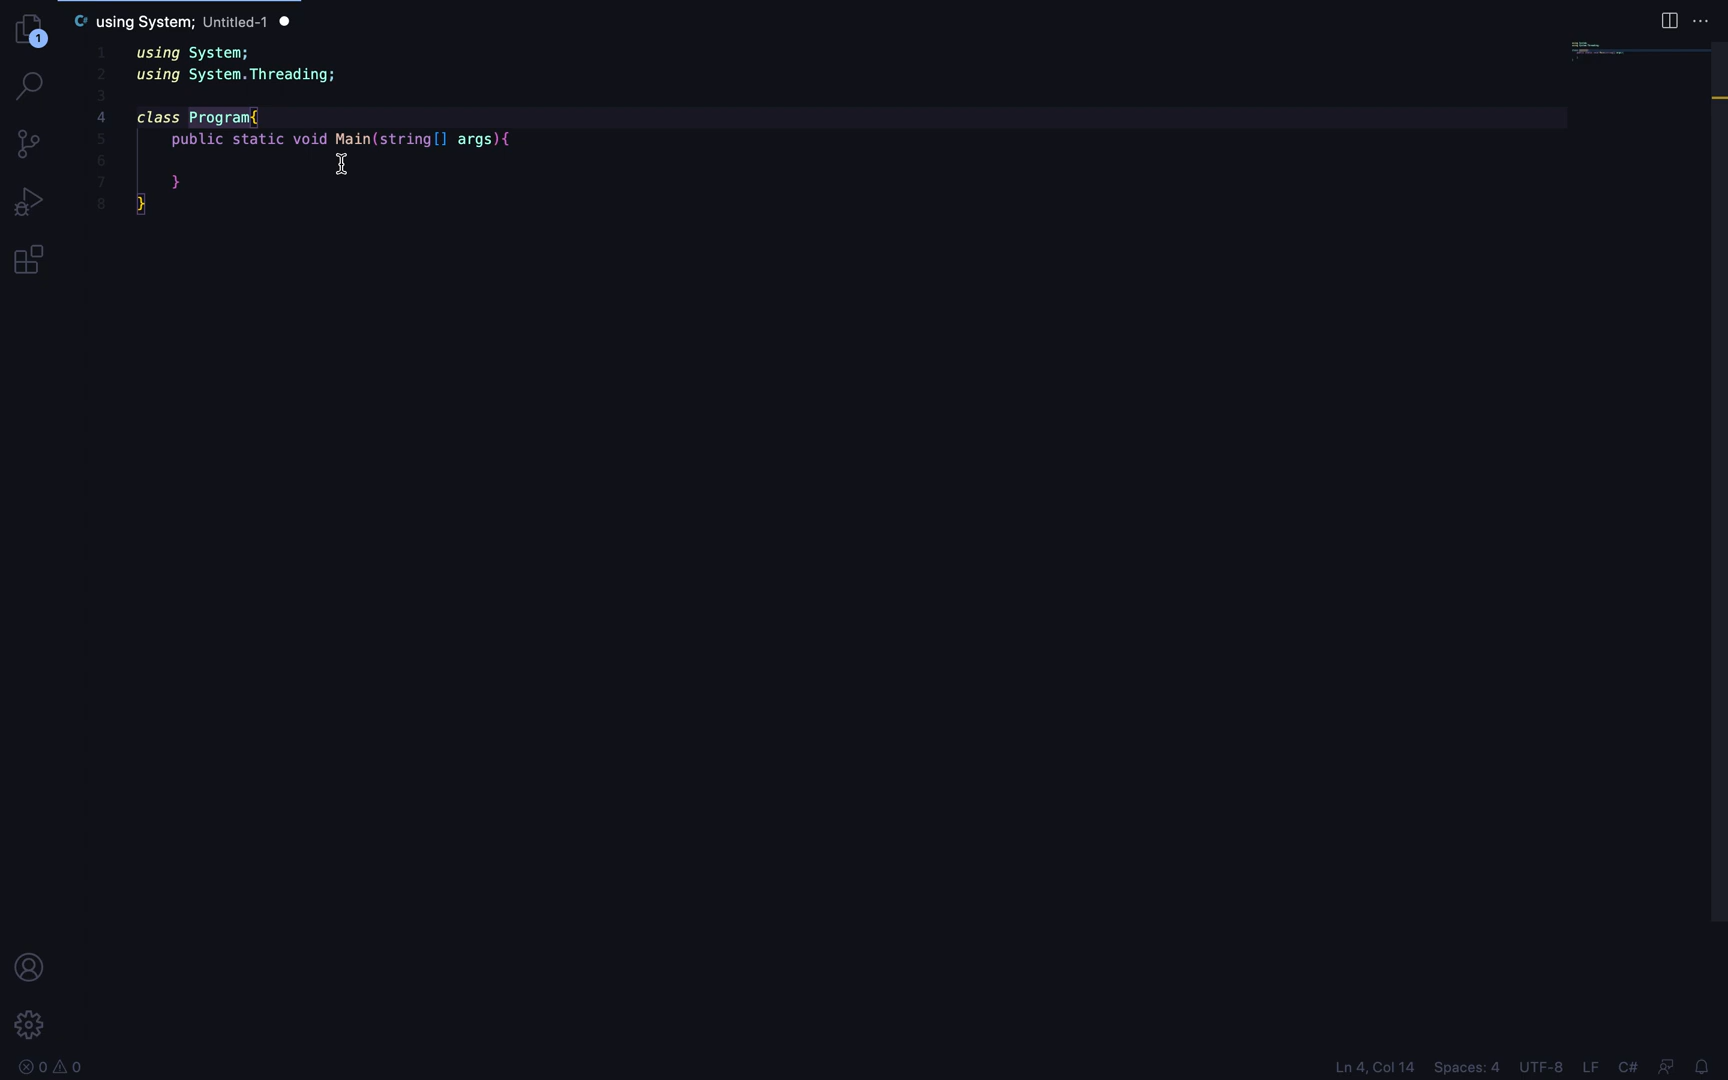 using System; Untitled-1
1
1 using System;
2 using System.Threading;
3
4 class Program{
5 public static void Main(string[] args){
6
7 }
8 }
0 0
Ln 4, Col 14 Spaces: 4 UTF-8 LF C#